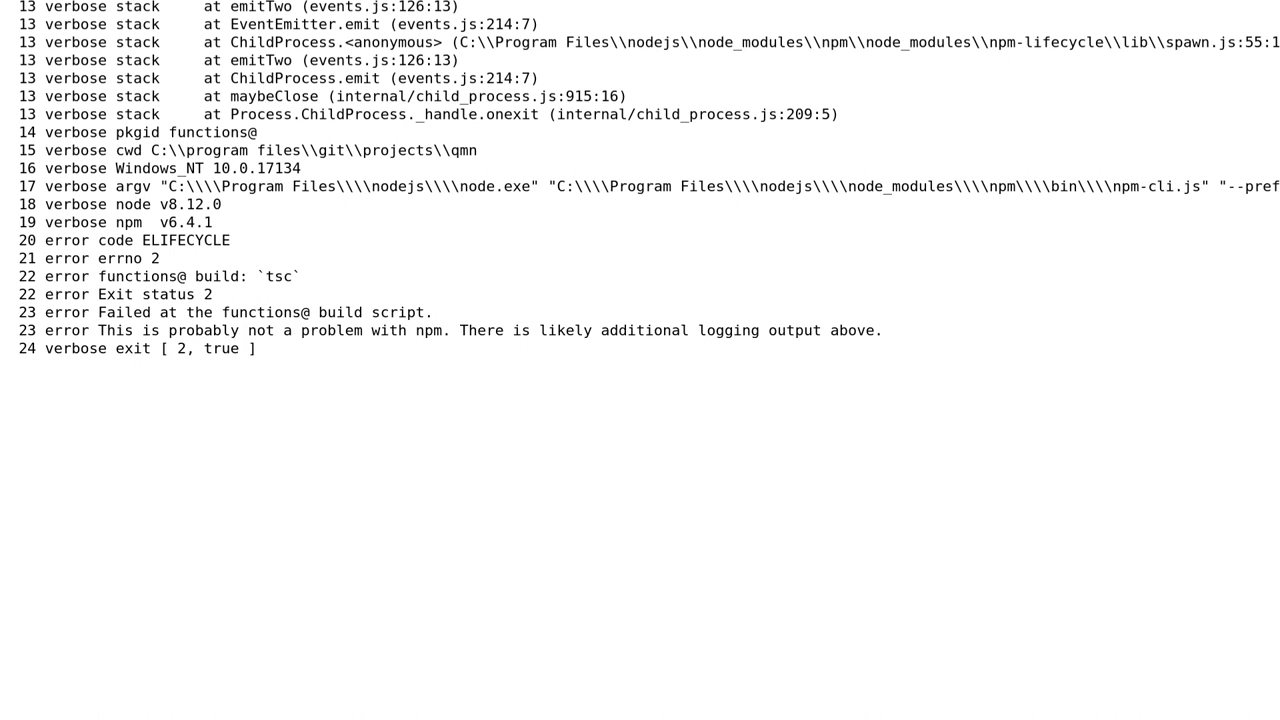 13 verbose stack     at emitTwo (events.js:126:13)
13 verbose stack     at EventEmitter.emit (events.js:214:7)
13 verbose stack     at ChildProcess.<anonymous> (C:\\Program Files\\nodejs\\node_modules\\npm\\node_modules\\npm-lifecycle\\lib\\spawn.js:55:1
13 verbose stack     at emitTwo (events.js:126:13)
13 verbose stack     at ChildProcess.emit (events.js:214:7)
13 verbose stack     at maybeClose (internal/child_process.js:915:16)
13 verbose stack     at Process.ChildProcess._handle.onexit (internal/child_process.js:209:5)
14 verbose pkgid functions@
15 verbose cwd C:\\program files\\git\\projects\\qmn
16 verbose Windows_NT 10.0.17134
17 verbose argv "C:\\\\Program Files\\\\nodejs\\\\node.exe" "C:\\\\Program Files\\\\nodejs\\\\node_modules\\\\npm\\\\bin\\\\npm-cli.js" "--pref
18 verbose node v8.12.0
19 verbose npm  v6.4.1
20 error code ELIFECYCLE
21 error errno 2
22 error functions@ build: `tsc`
22 error Exit status 2
23 error Failed at the functions@ build script.
23 error This is probably not a problem with npm. There is likely additional logging output above.
24 verbose exit [ 2, true ]